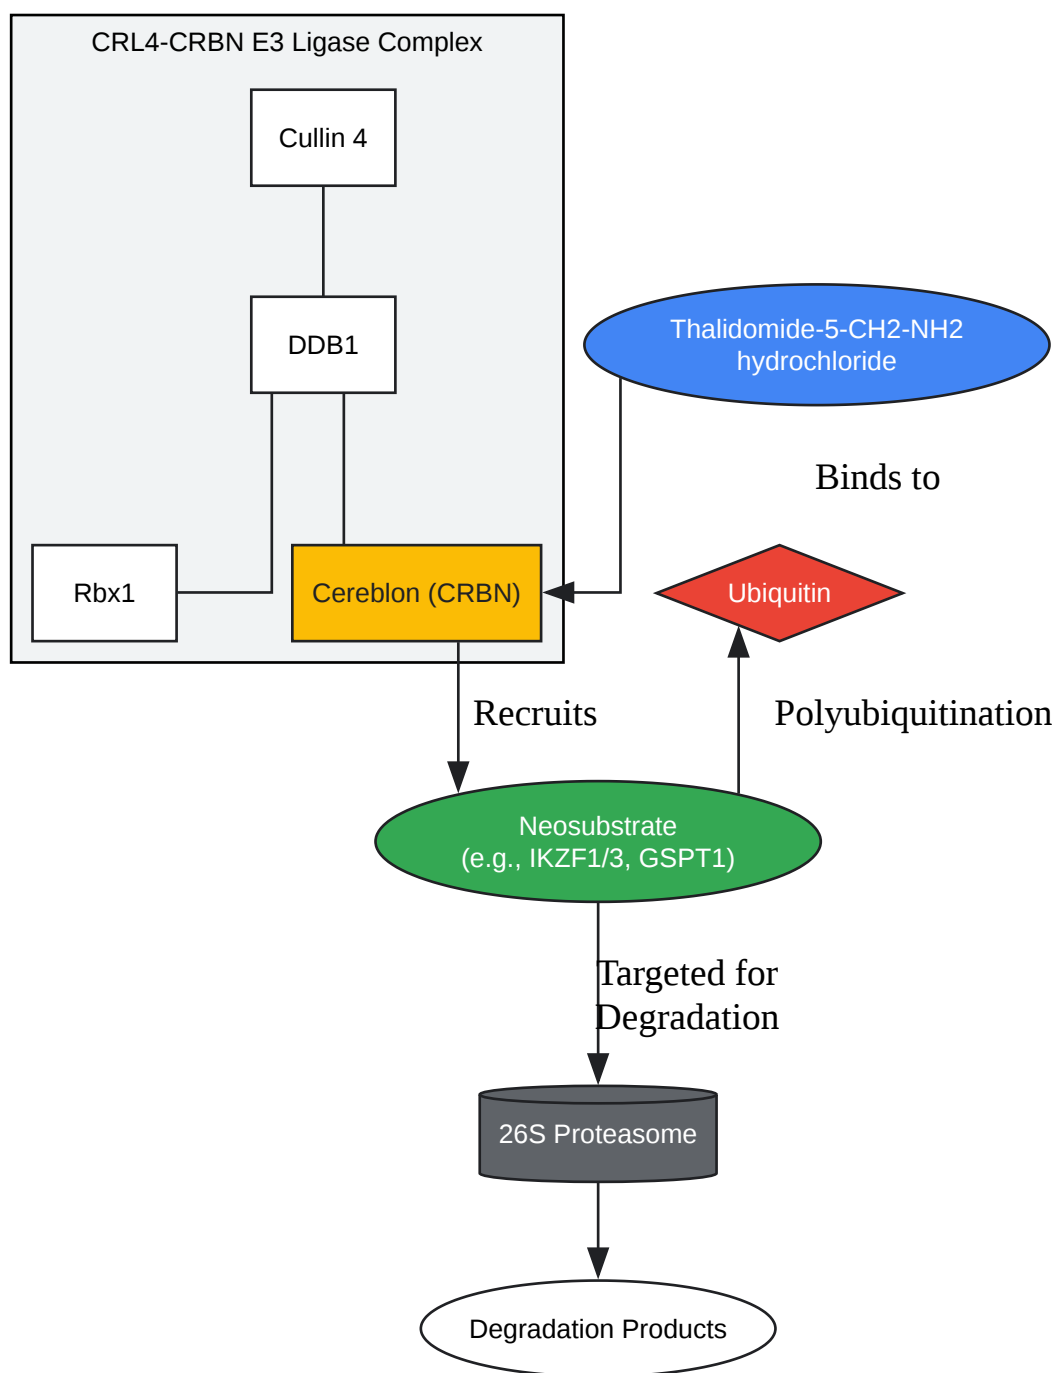 CRL4-CRBN E3 Ligase Complex
Cullin 4
DDB1
Thalidomide-5-CH2-NH2
hydrochloride
Binds to
Rbx1
Cereblon (CRBN)
Ubiquitin
Recruits
Polyubiquitination
Neosubstrate
(e.g., IKZF1/3, GSPT1)
Targeted for
Degradation
26S Proteasome
Degradation Products